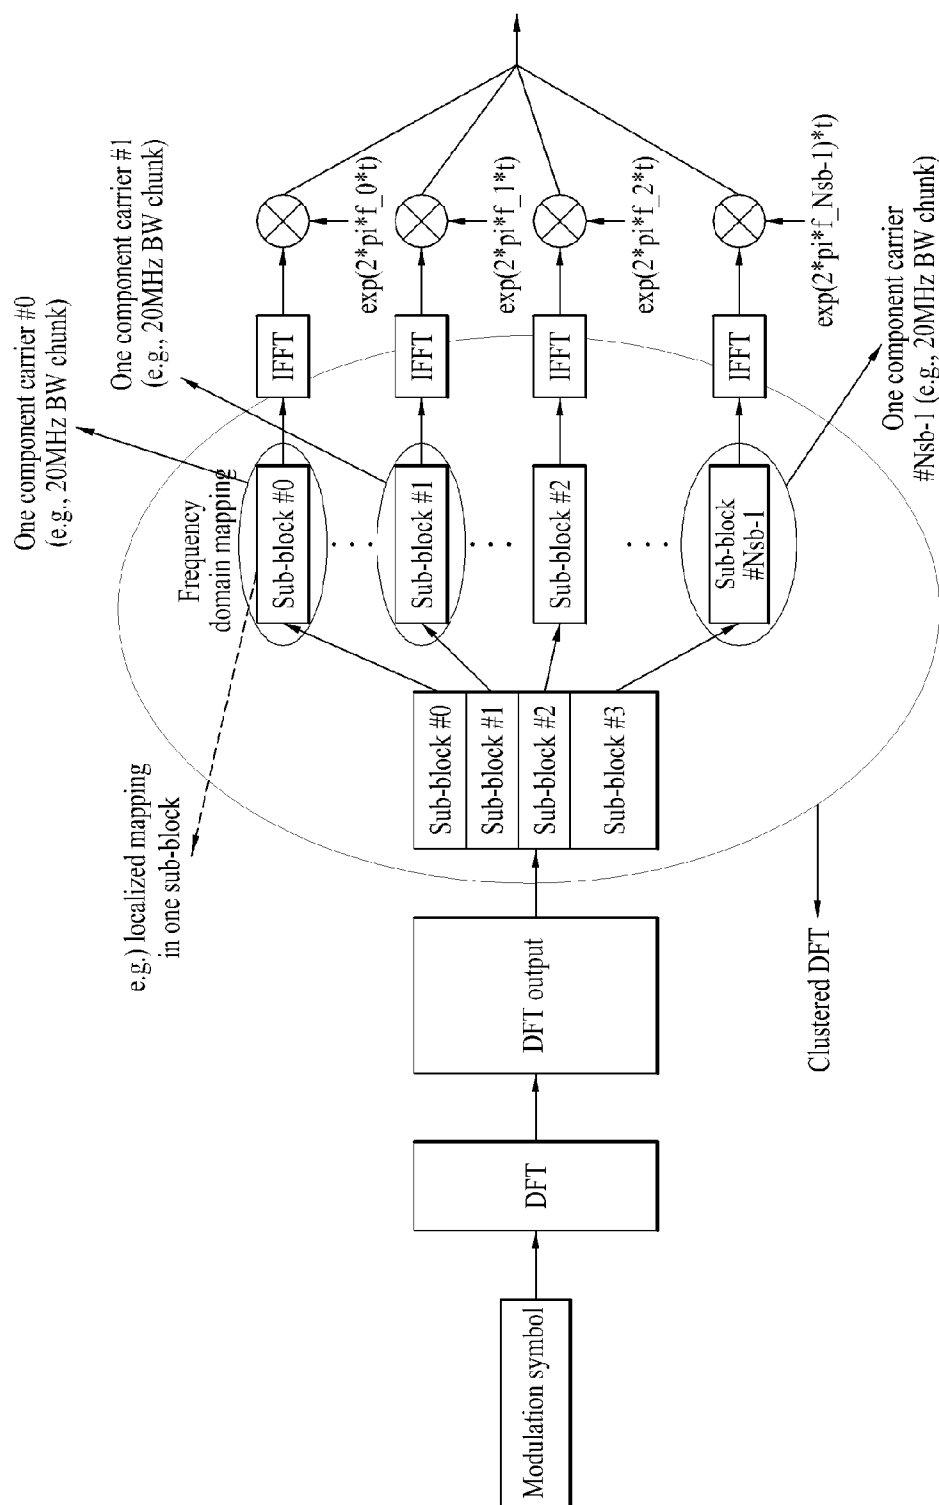 Modulation symbol
DFT
DFT output
Sub-block #0
Sub-block #1
Sub-block #2
Sub-block #3
Clustered DFT
e.g.) localized mapping
in one sub-block
Frequency
domain mapping
Sub-block #0
Sub-block #1
Sub-block #2
Sub-block
#Nsb-1
One component carrier #0
(e.g., 20MHz BW chunk)
One component carrier #1
(e.g., 20MHz BW chunk)
One component carrier
#Nsb-1 (e.g., 20MHz BW chunk)
IFFT
IFFT
IFFT
IFFT
exp(2*pi*f_0*t)
exp(2*pi*f_1*t)
exp(2*pi*f_2*t)
exp(2*pi*f_Nsb-1)*t)